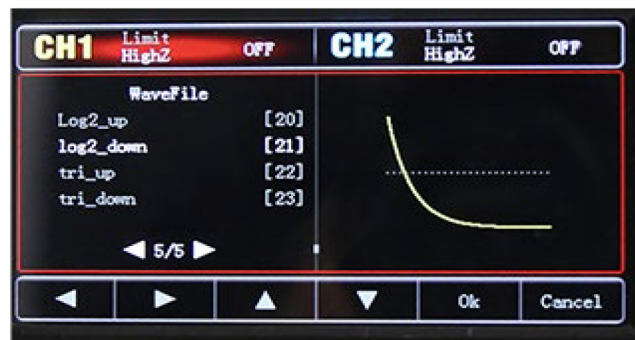 CH1 Limit HighZ OFF CH2 Limit HighZ OFF
WaveFile
Log2_up [20]
log2_down [21]
tri_up [22]
tri_down [23]
5/5
Ok Cancel